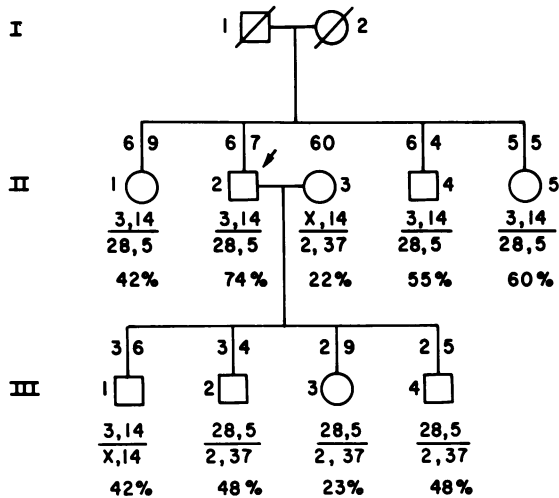 I 1 2
6 9 6 7 60 6 4 5 5
II 1 2 3 4 5
3,14 3,14 X,14 3,14 3,14
28,5 28,5 2,37 28,5 28,5
42% 74% 22% 55% 60%
3 6 3 4 2 9 2 5
III 1 2 3 4
3,14 28,5 28,5 28,5
X,14 2,37 2,37 2,37
42% 48% 23% 48%